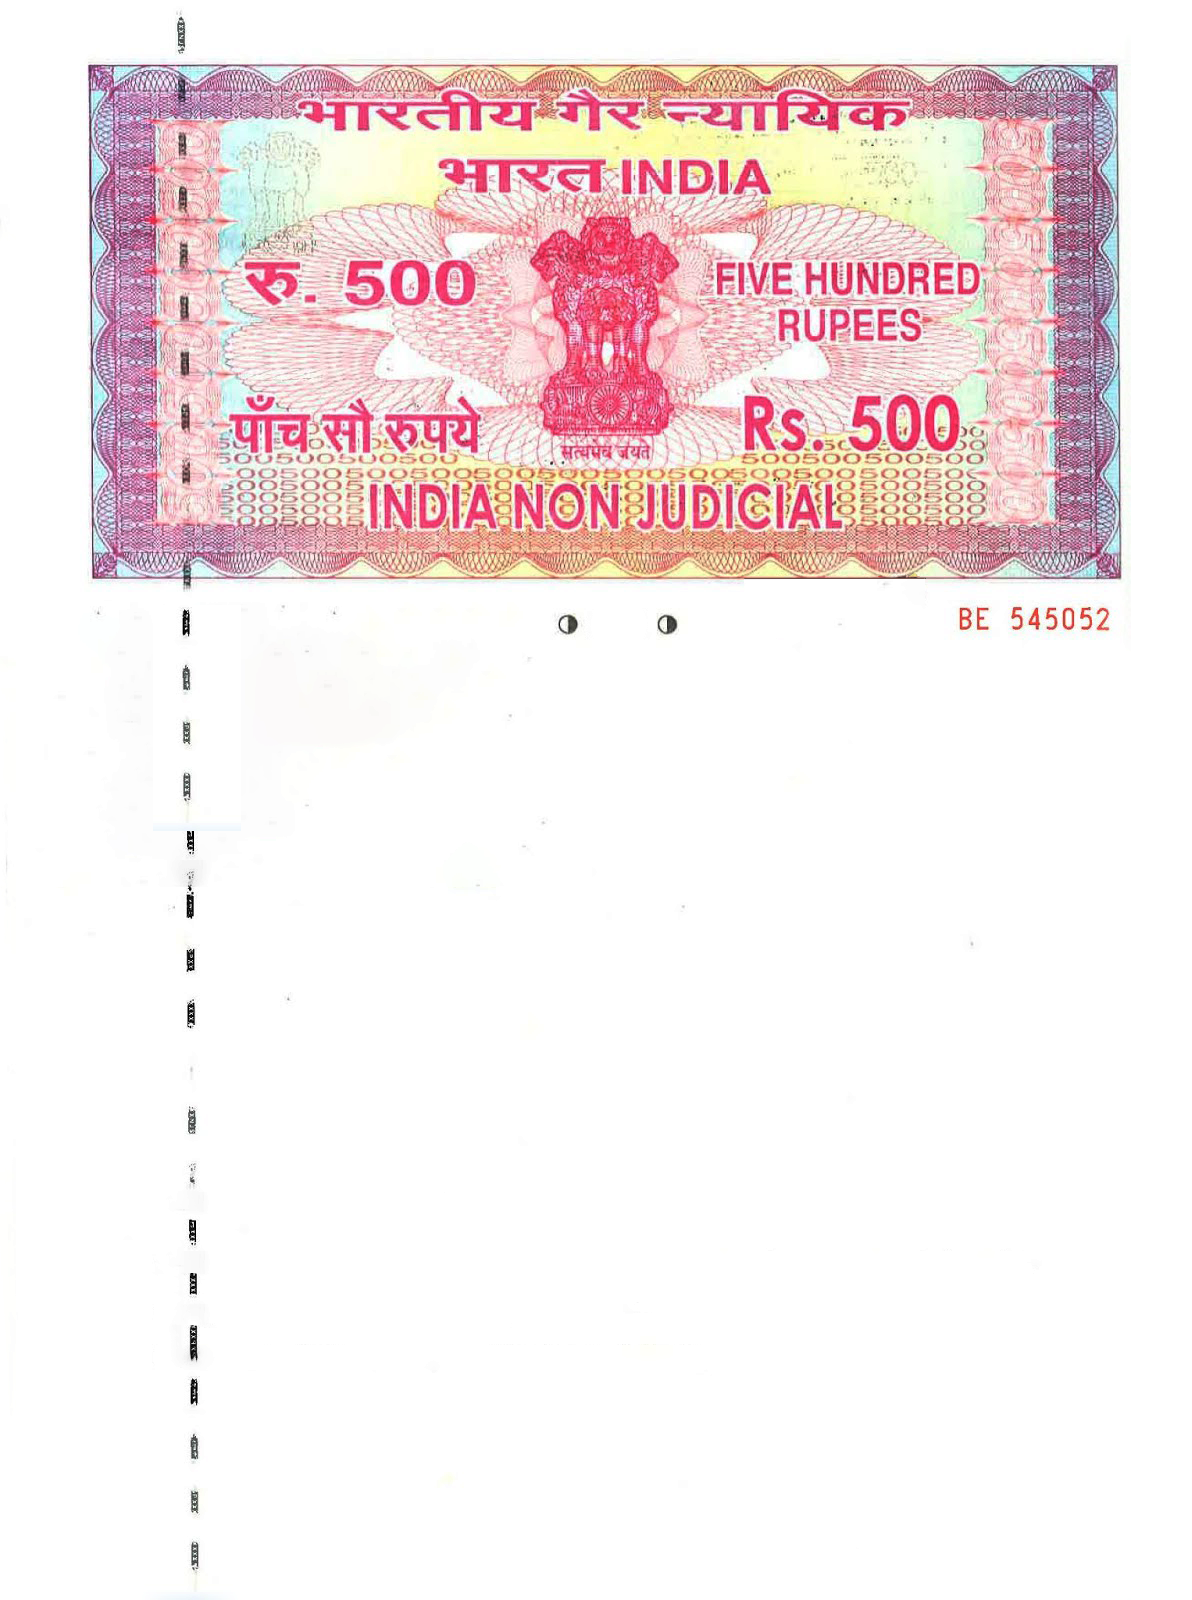 भारतीय गैर न्यायिक
भारत INDIA
रु. 500
FIVE HUNDRED
RUPEES
पाँच सौ रुपये
Rs. 500
सत्यमेव जयते
INDIA NON JUDICIAL
BE 545052